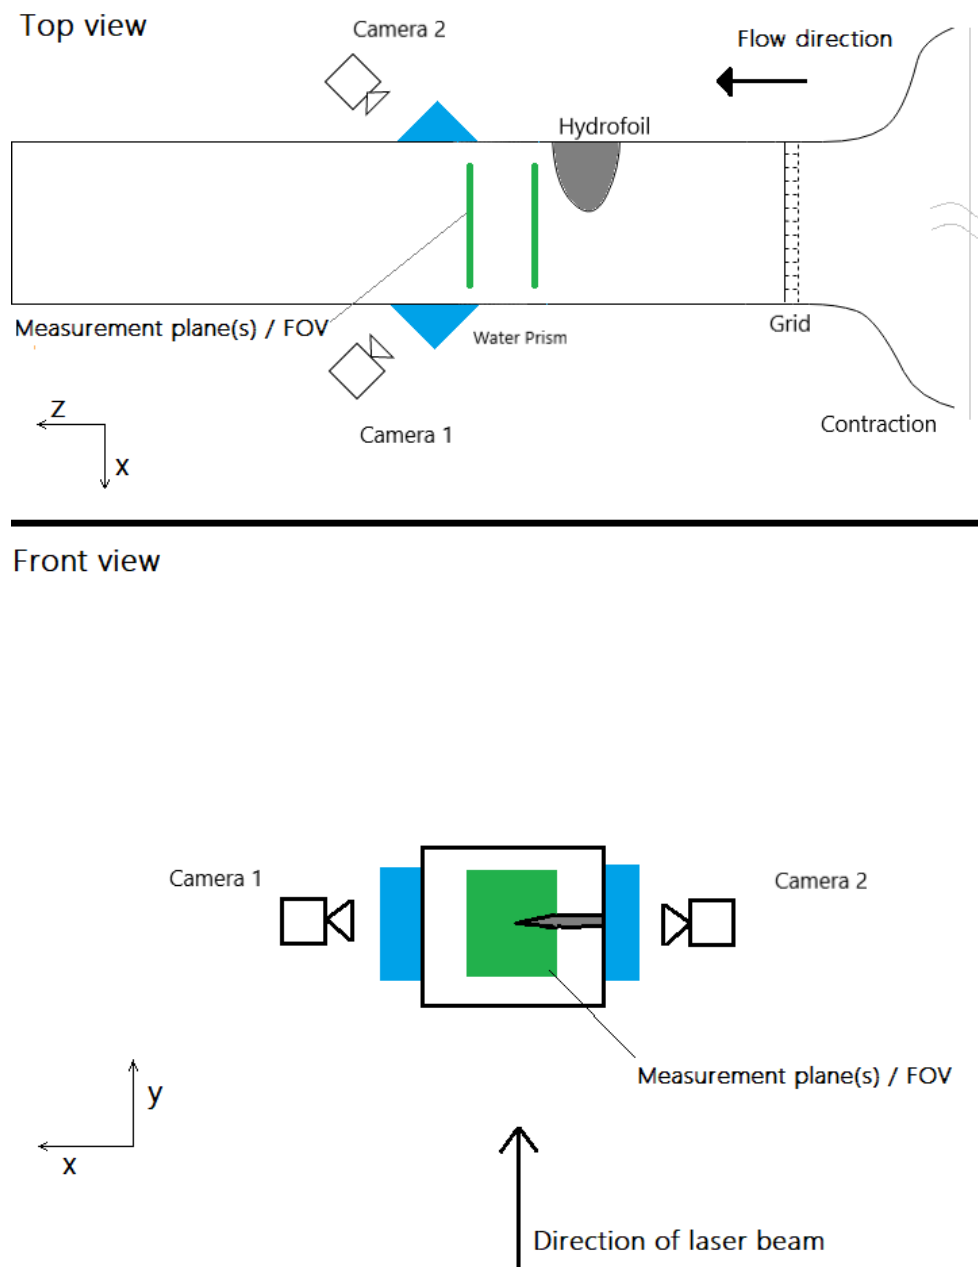 Top view
Camera 2
Flow direction
Hydrofoil
Measurement plane(s) / FOV
Water Prism
Grid
Camera 1
Contraction
z
x
Front view
Camera 1
Camera 2
Measurement plane(s) / FOV
y
x
Direction of laser beam